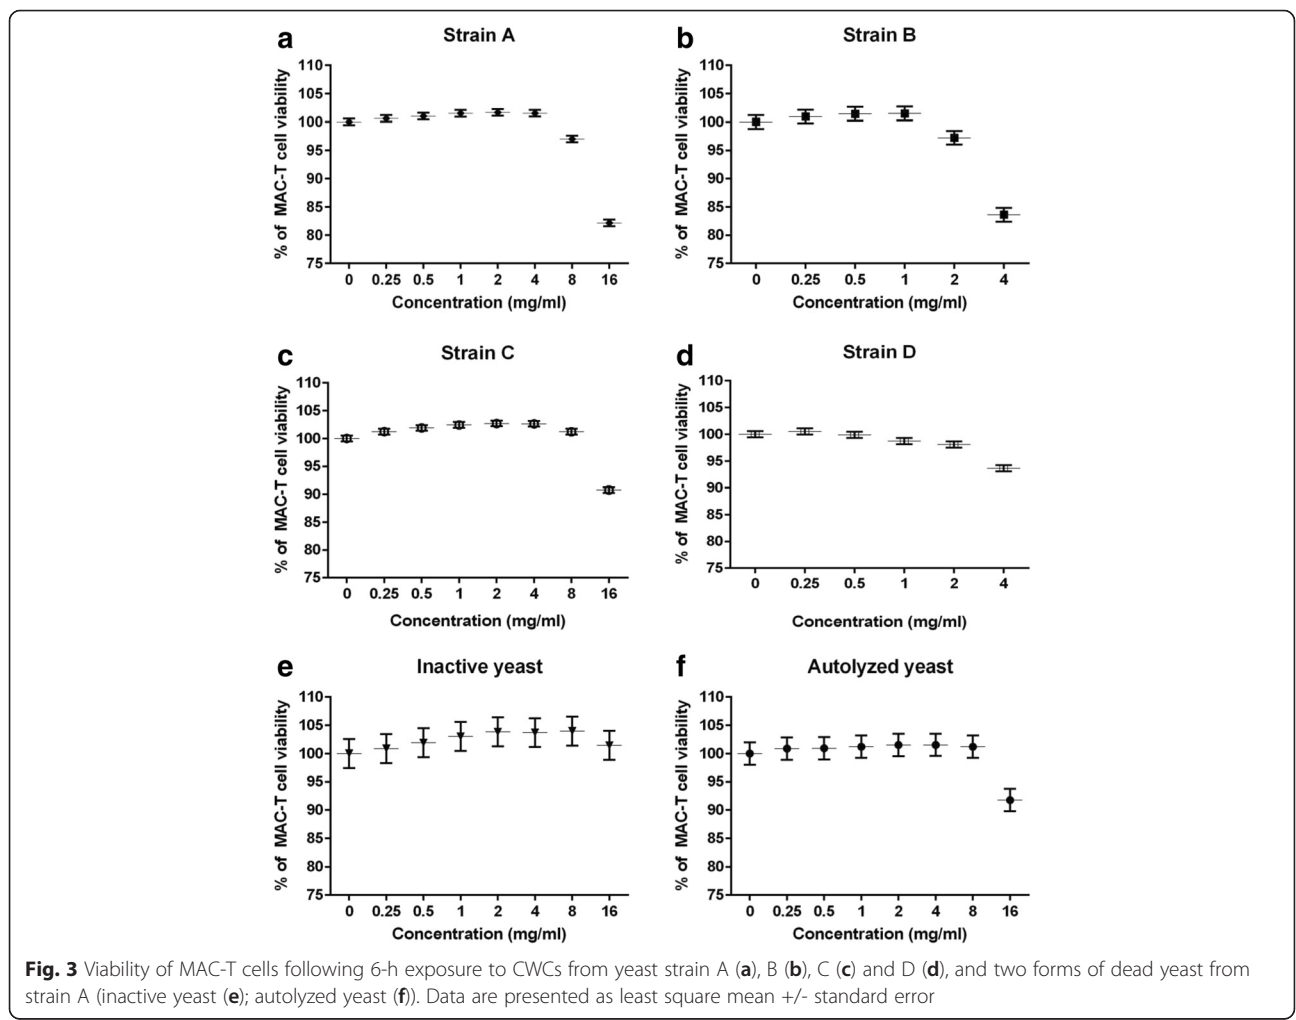 a
Strain A
% of MAC-T cell viability
110
105
100
95
90
85
80
75
0 0.25 0.5 1 2 4 8 16
Concentration (mg/ml)
b
Strain B
% of MAC-T cell viability
110
105
100
95
90
85
80
75
0 0.25 0.5 1 2 4
Concentration (mg/ml)
c
Strain C
% of MAC-T cell viability
110
105
100
95
90
85
80
75
0 0.25 0.5 1 2 4 8 16
Concentration (mg/ml)
d
Strain D
% of MAC-T cell viability
110
105
100
95
90
85
80
75
0 0.25 0.5 1 2 4
Concentration (mg/ml)
e
Inactive yeast
% of MAC-T cell viability
110
105
100
95
90
85
80
75
0 0.25 0.5 1 2 4 8 16
Concentration (mg/ml)
f
Autolyzed yeast
% of MAC-T cell viability
110
105
100
95
90
85
80
75
0 0.25 0.5 1 2 4 8 16
Concentration (mg/ml)
Fig. 3 Viability of MAC-T cells following 6-h exposure to CWCs from yeast strain A (a), B (b), C (c) and D (d), and two forms of dead yeast from
strain A (inactive yeast (e); autolyzed yeast (f)). Data are presented as least square mean +/- standard error